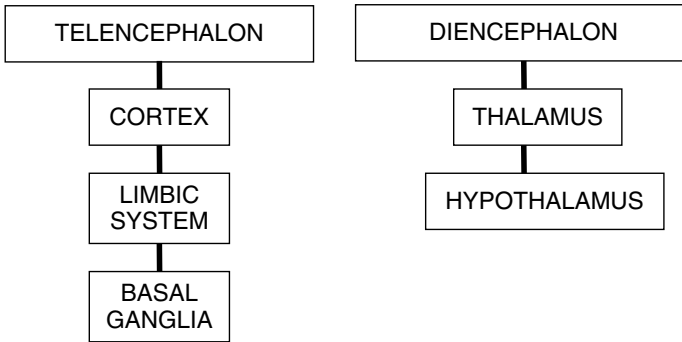 TELENCEPHALON
CORTEX
LIMBIC
SYSTEM
BASAL
GANGLIA
DIENCEPHALON
THALAMUS
HYPOTHALAMUS